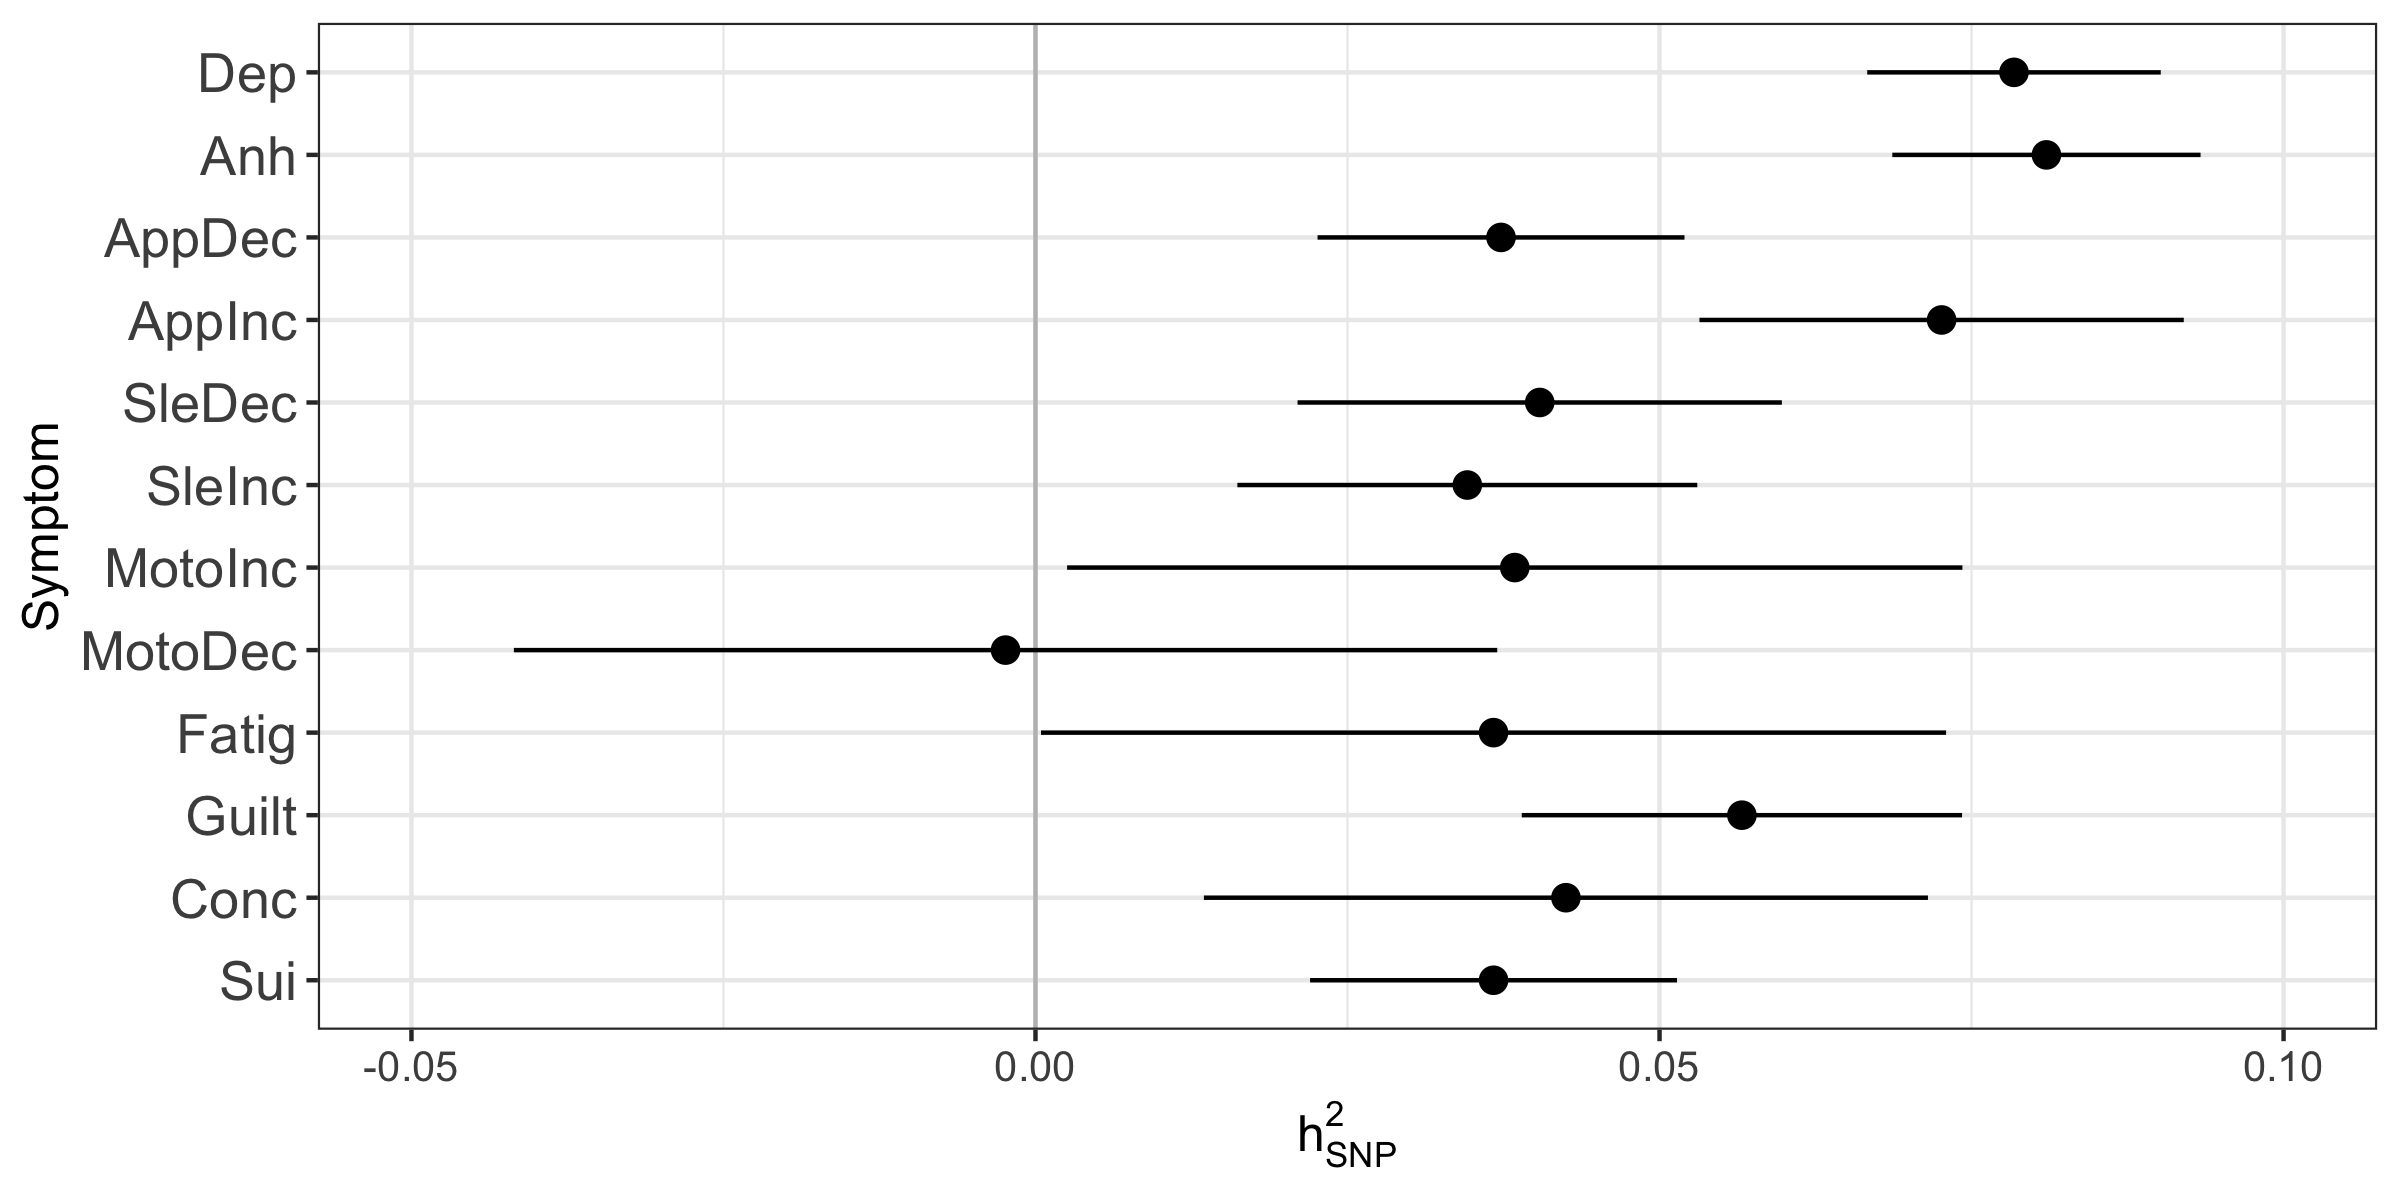 Symptom
Dep
Anh
AppDec
AppInc
SleDec
SleInc
MotoInc
MotoDec
Fatig
Guilt
Conc
Sui
-0.05 0.00 0.05 0.10
h²SNP